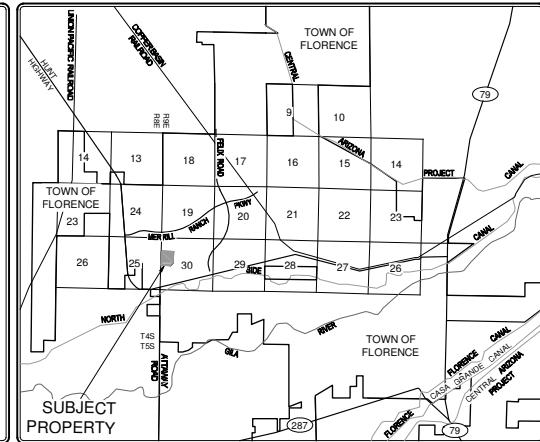 TOWN OF
FLORENCE
UNION PACIFIC RAILROAD
HUNT
HIGHWAY
COPPER BASIN
RAILROAD
CENTRAL
79
9
10
R8E
R9E
FELIX ROAD
ARIZONA
14
13
18
17
16
15
14
PROJECT
CANAL
TOWN OF
FLORENCE
23
24
19
RANCH
PKWY
20
21
22
23
MERRILL
CANAL
26
25
30
29
SIDE
28
27
26
NORTH
RIVER
GILA
T4S
T5S
ATTAWAY
ROAD
TOWN OF
FLORENCE
FLORENCE
CANAL
CASA GRANDE CANAL
CENTRAL ARIZONA
PROJECT
FLORENCE
SUBJECT
PROPERTY
287
79